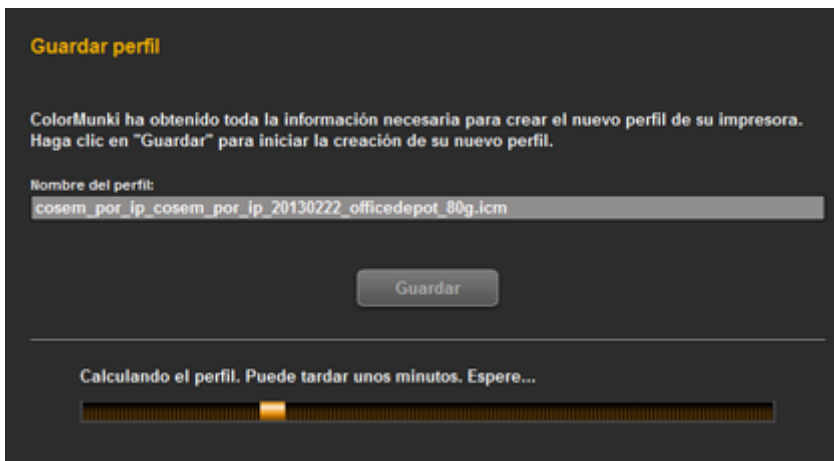 Guardar perfil
ColorMunki ha obtenido toda la información necesaria para crear el nuevo perfil de su impresora.
Haga clic en "Guardar" para iniciar la creación de su nuevo perfil.
Nombre del perfil:
cosem_por_ip_cosem_por_ip_20130222_officedepot_80g.icm
Guardar
Calculando el perfil. Puede tardar unos minutos. Espere...